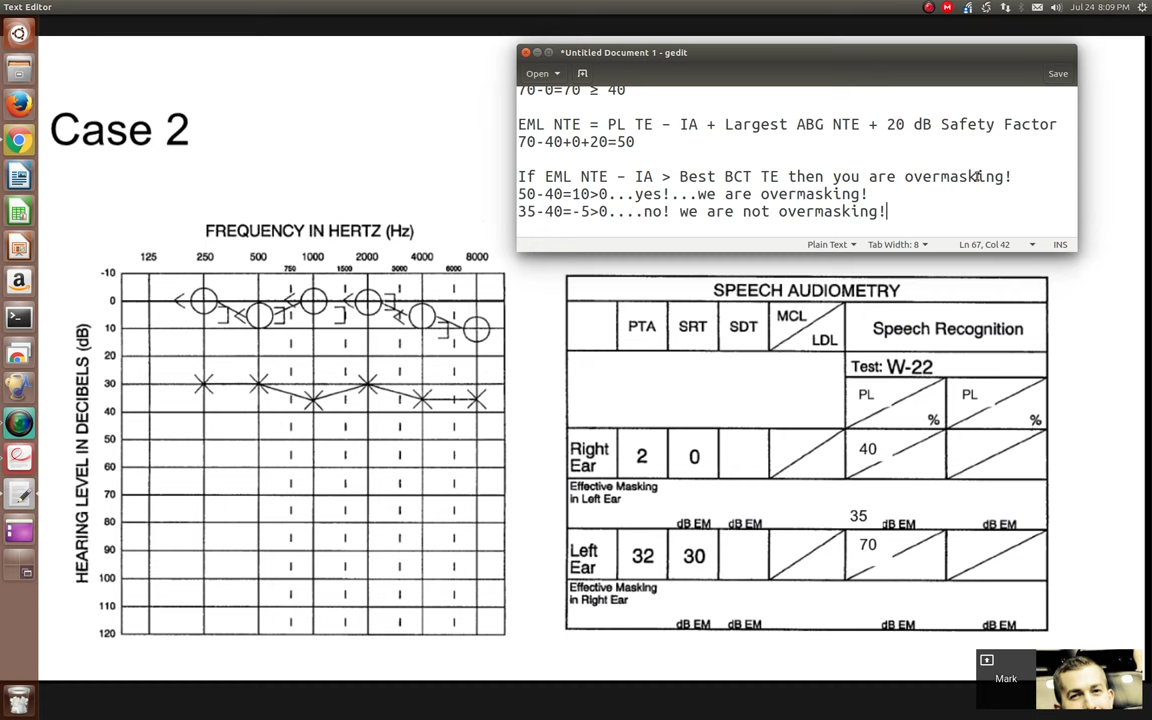 Text Editor
Jul 24 8:09 PM
*Untitled Document 1 - gedit
Open
Save
70-0=70 ≥ 40
EML NTE = PL TE − IA + Largest ABG NTE + 20 dB Safety Factor
70-40+0+20=50
If EML NTE − IA > Best BCT TE then you are overmasking!
50-40=10>0...yes!...we are overmasking!
35-40=-5>0....no! we are not overmasking!
Plain Text
Tab Width: 8
Ln 67, Col 42
INS
Case 2
FREQUENCY IN HERTZ (Hz)
125 250 500 1000 2000 4000 8000
750 1500 3000 6000
HEARING LEVEL IN DECIBELS (dB)
-10
0
10
20
30
40
50
60
70
80
90
100
110
120
SPEECH AUDIOMETRY
PTA SRT SDT MCL LDL Speech Recognition
Test: W-22
PL % PL %
Right Ear 2 0 40
Effective Masking
in Left Ear
35
dB EM dB EM dB EM dB EM
Left Ear 32 30 70
Effective Masking
in Right Ear
dB EM dB EM dB EM dB EM
Mark